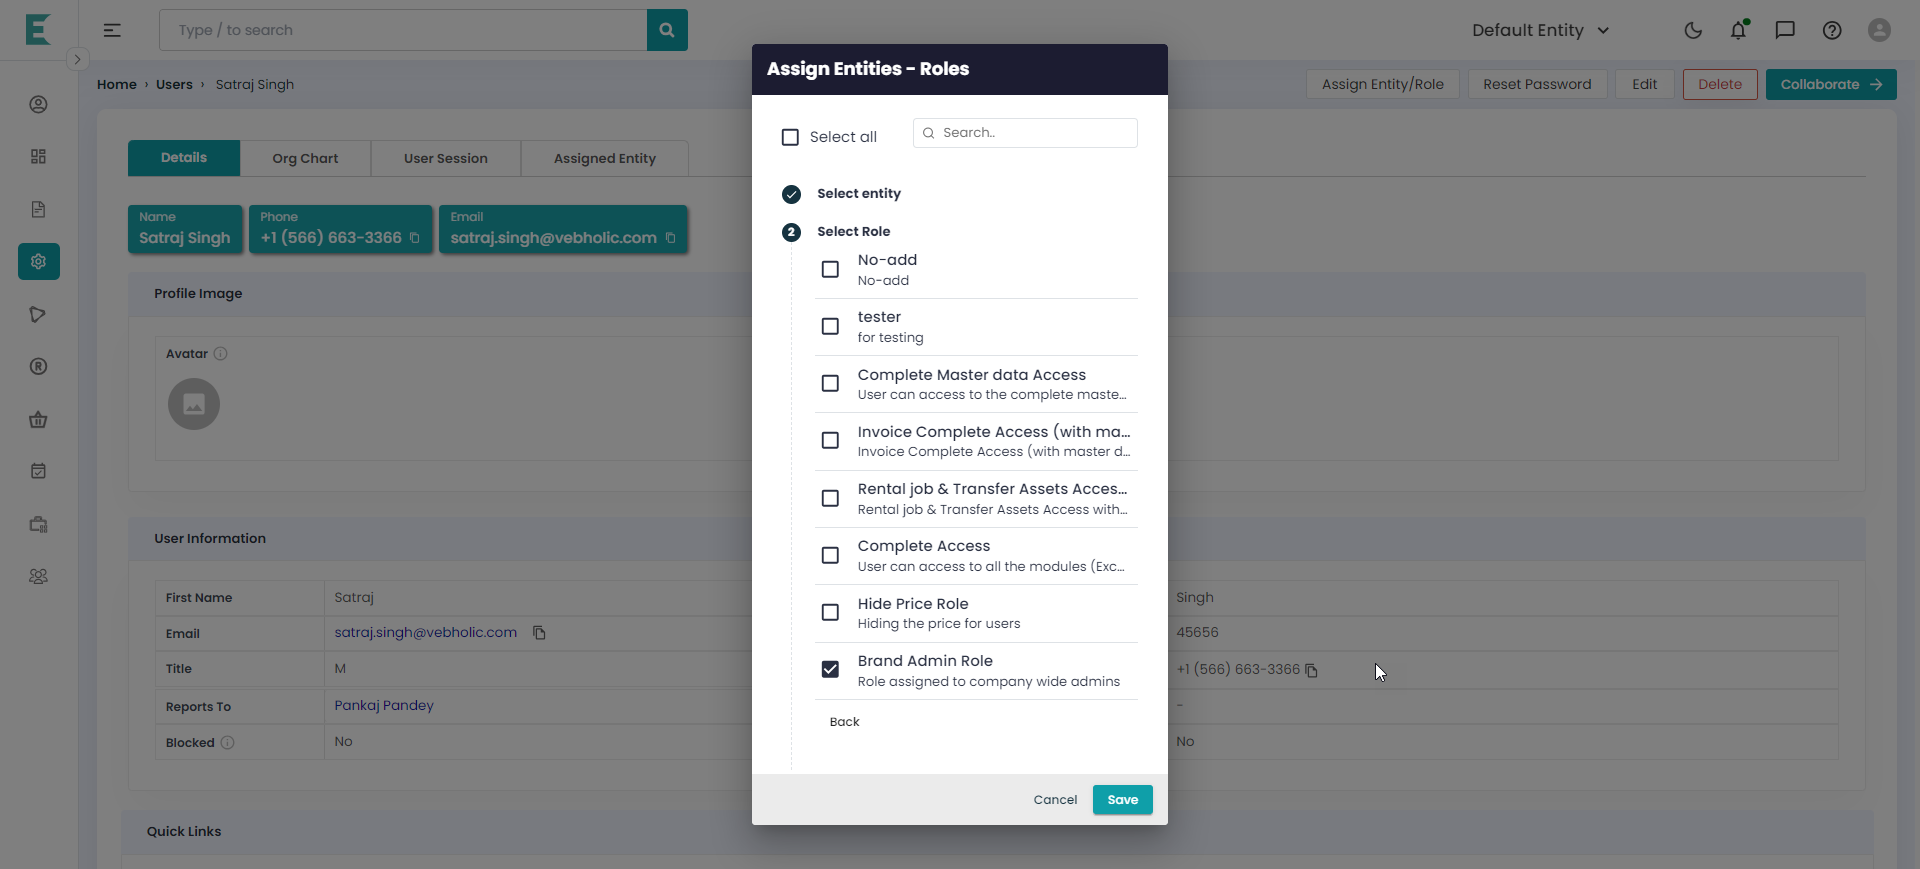 Type / to search
Default Entity
Home › Users › Satraj Singh
Assign Entity/Role
Reset Password
Edit
Delete
Collaborate
Details
Org Chart
User Session
Assigned Entity
Name
Satraj Singh
Phone
+1 (566) 663-3366
Email
satraj.singh@vebholic.com
Profile Image
Avatar
User Information
First Name
Satraj
Singh
Email
satraj.singh@vebholic.com
45656
Title
M
+1 (566) 663-3366
Reports To
Pankaj Pandey
-
Blocked
No
No
Quick Links
Assign Entities - Roles
Select all
Search..
Select entity
2
Select Role
No-add
No-add
tester
for testing
Complete Master data Access
User can access to the complete maste...
Invoice Complete Access (with ma...
Invoice Complete Access (with master d...
Rental job & Transfer Assets Acces...
Rental job & Transfer Assets Access with...
Complete Access
User can access to all the modules (Exc...
Hide Price Role
Hiding the price for users
Brand Admin Role
Role assigned to company wide admins
Back
Cancel
Save